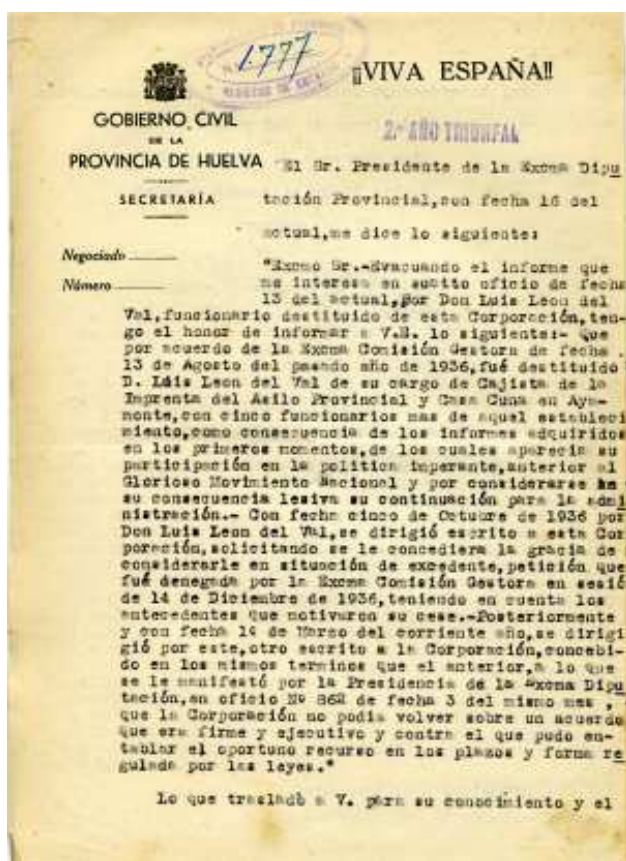 1.777
¡¡VIVA ESPAÑA!!
GOBIERNO CIVIL
DE LA
PROVINCIA DE HUELVA
SECRETARÍA
Negociado
Número
2.º AÑO TRIUNFAL
"El Sr. Presidente de la Excma Dipu
tación Provincial,con fecha 16 del
actual,me dice lo siguiente:
"Excmo Sr.-Evacuando el informe que
me interesa en su oficio de fecha
13 del actual,por Don Luis Leon del
Val,funcionario destituido de esta Corporación,ten-
go el honor de informar a V.E. lo siguiente:- Que
por acuerdo de la Excma Comisión Gestora de fecha
13 de Agosto del pasado año de 1936,fué destituido
D. Luis Leon del Val de su cargo de Cajista de la
Imprenta del Asilo Provincial y Casa Cuna en Aya-
monte,con cinco funcionarios mas de aquel estableci
miento,como consecuencia de los informes adquiridos
en los primeros momentos,de los cuales aparecia su
participación en la politica imperante,anterior al
Glorioso Movimiento Nacional y por considerarse en
su consecuencia lesiva su continuación para la admi
nistración.- Con fecha cinco de Octubre de 1936 por
Don Luis Leon del Val,se dirigió escrito a esta Cor
poración,solicitando se le concediera la gracia de
considerarle en situación de excedente,petición que
fué denegada por la Excma Comisión Gestora en sesió
de 14 de Diciembre de 1936,teniendo en cuenta los
antecedentes que motivaron su cese.-Posteriormente
y con fecha 1º de Marzo del corriente año,se dirigi
gió por este,otro escrito a la Corporación,concebi-
do en los mismos terminos que el anterior,a lo que
se le manifestó por la Presidencia de la Excma Dipu
tación,en oficio Nº 862 de fecha 3 del mismo mes ,
que la Corporación no podia volver sobre un acuerdo
que era firme y ejecutivo y contra el que pudo en-
tablar el oportuno recurso en los plazos y forma re
gulada por las leyes."
Lo que traslado a V. para su conocimiento y el